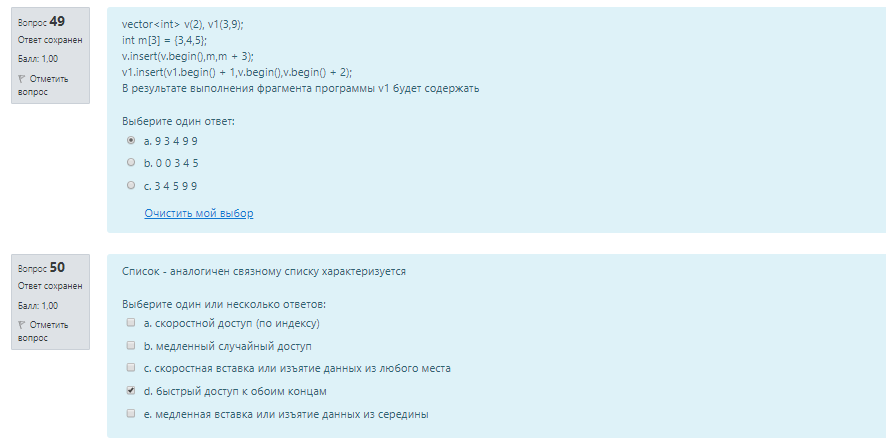 Вопрос 49
Ответ сохранен
Балл: 1,00
Отметить
вопрос
vector<int> v(2), v1(3,9);
int m[3] = {3,4,5};
v.insert(v.begin(),m,m + 3);
v1.insert(v1.begin() + 1,v.begin(),v.begin() + 2);
В результате выполнения фрагмента программы v1 будет содержать
Выберите один ответ:
a. 9 3 4 9 9
b. 0 0 3 4 5
c. 3 4 5 9 9
Очистить мой выбор
Вопрос 50
Ответ сохранен
Балл: 1,00
Отметить
вопрос
Список - аналогичен связному списку характеризуется
Выберите один или несколько ответов:
a. скоростной доступ (по индексу)
b. медленный случайный доступ
c. скоростная вставка или изъятие данных из любого места
d. быстрый доступ к обоим концам
e. медленная вставка или изъятие данных из середины